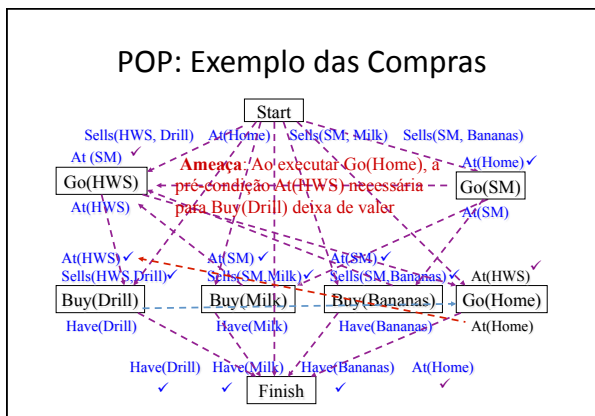 POP: Exemplo das Compras
Start
Sells(HWS, Drill) At(Home) Sells(SM, Milk) Sells(SM, Bananas)
At (SM) ✓
Ameaça: Ao executar Go(Home), a
At(Home) ✓
Go(HWS)
pré-condição At(HWS) necessária
Go(SM)
At(HWS)
para Buy(Drill) deixa de valer
At(SM)
At(HWS) ✓ At(SM) ✓ At(SM) ✓
Sells(HWS,Drill) ✓ Sells(SM,Milk) ✓ Sells(SM,Bananas) ✓ At(HWS) ✓
Buy(Drill) Buy(Milk) Buy(Bananas) Go(Home)
Have(Drill) Have(Milk) Have(Bananas) At(Home)
Have(Drill) Have(Milk) Have(Bananas) At(Home)
✓ ✓ Finish ✓ ✓